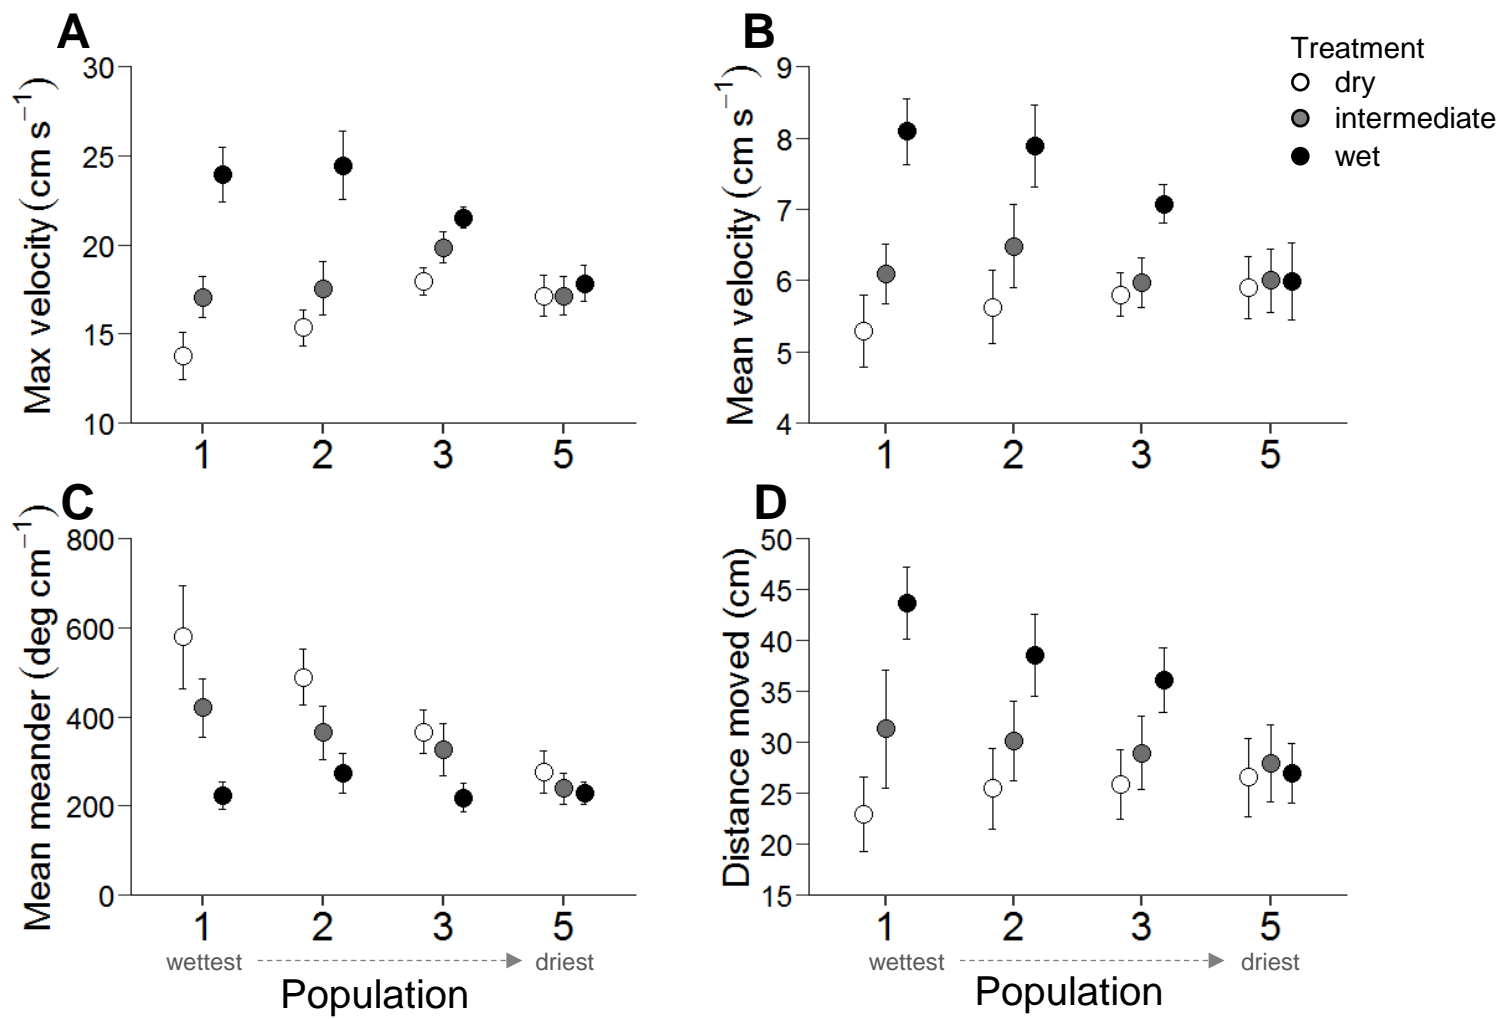 A
Max velocity (cm s⁻¹)
30
25
20
15
10
1 2 3 5
B
Mean velocity (cm s⁻¹)
9
8
7
6
5
4
1 2 3 5
Treatment
dry
intermediate
wet
C
Mean meander (deg cm⁻¹)
800
600
400
200
0
1 2 3 5
wettest driest
Population
D
Distance moved (cm)
50
45
40
35
30
25
20
15
1 2 3 5
wettest driest
Population